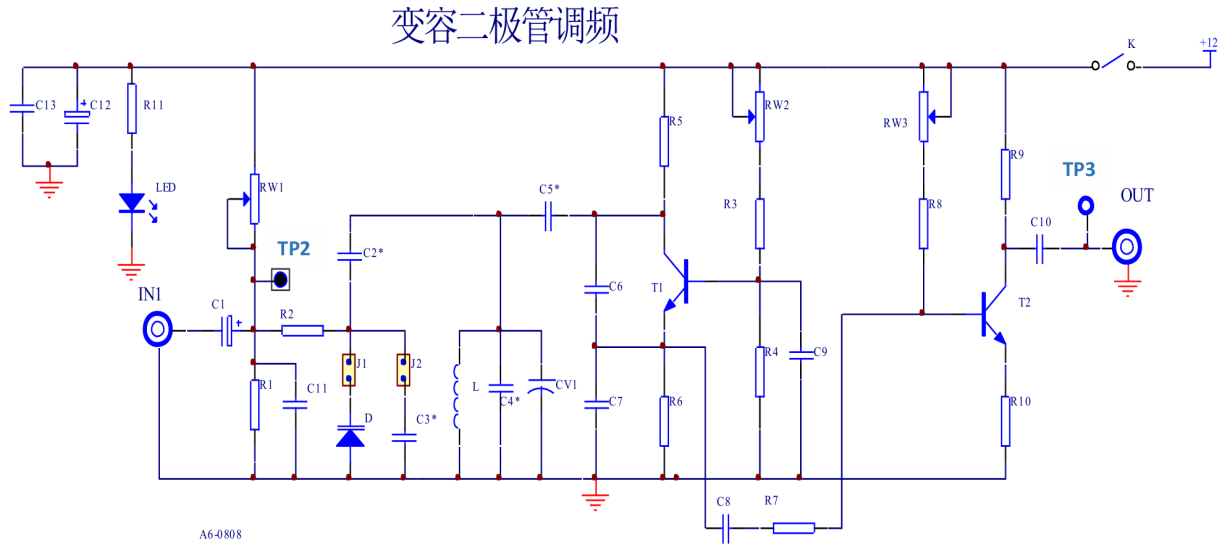 变容二极管调频
+12
K
C13
C12
R11
R5
RW2
RW3
R9
TP3
LED
RW1
C5*
R3
R8
C10
OUT
TP2
C2*
IN1
C1
R2
C6
T1
T2
J1
J2
R4
C9
R1
C11
L
C4*
CV1
D
C3*
C7
R6
R10
C8
R7
A6-0808
+
+